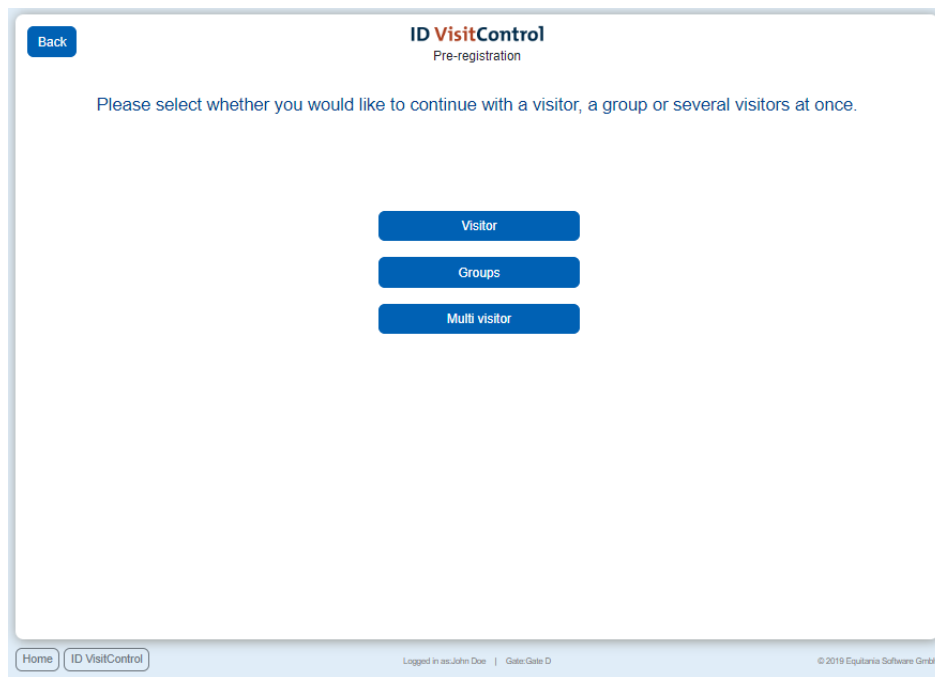 Back
ID VisitControl
Pre-registration
Please select whether you would like to continue with a visitor, a group or several visitors at once.
Visitor
Groups
Multi visitor
Home
ID VisitControl
Logged in as:John Doe | Gate:Gate D
© 2019 Equitania Software GmbH